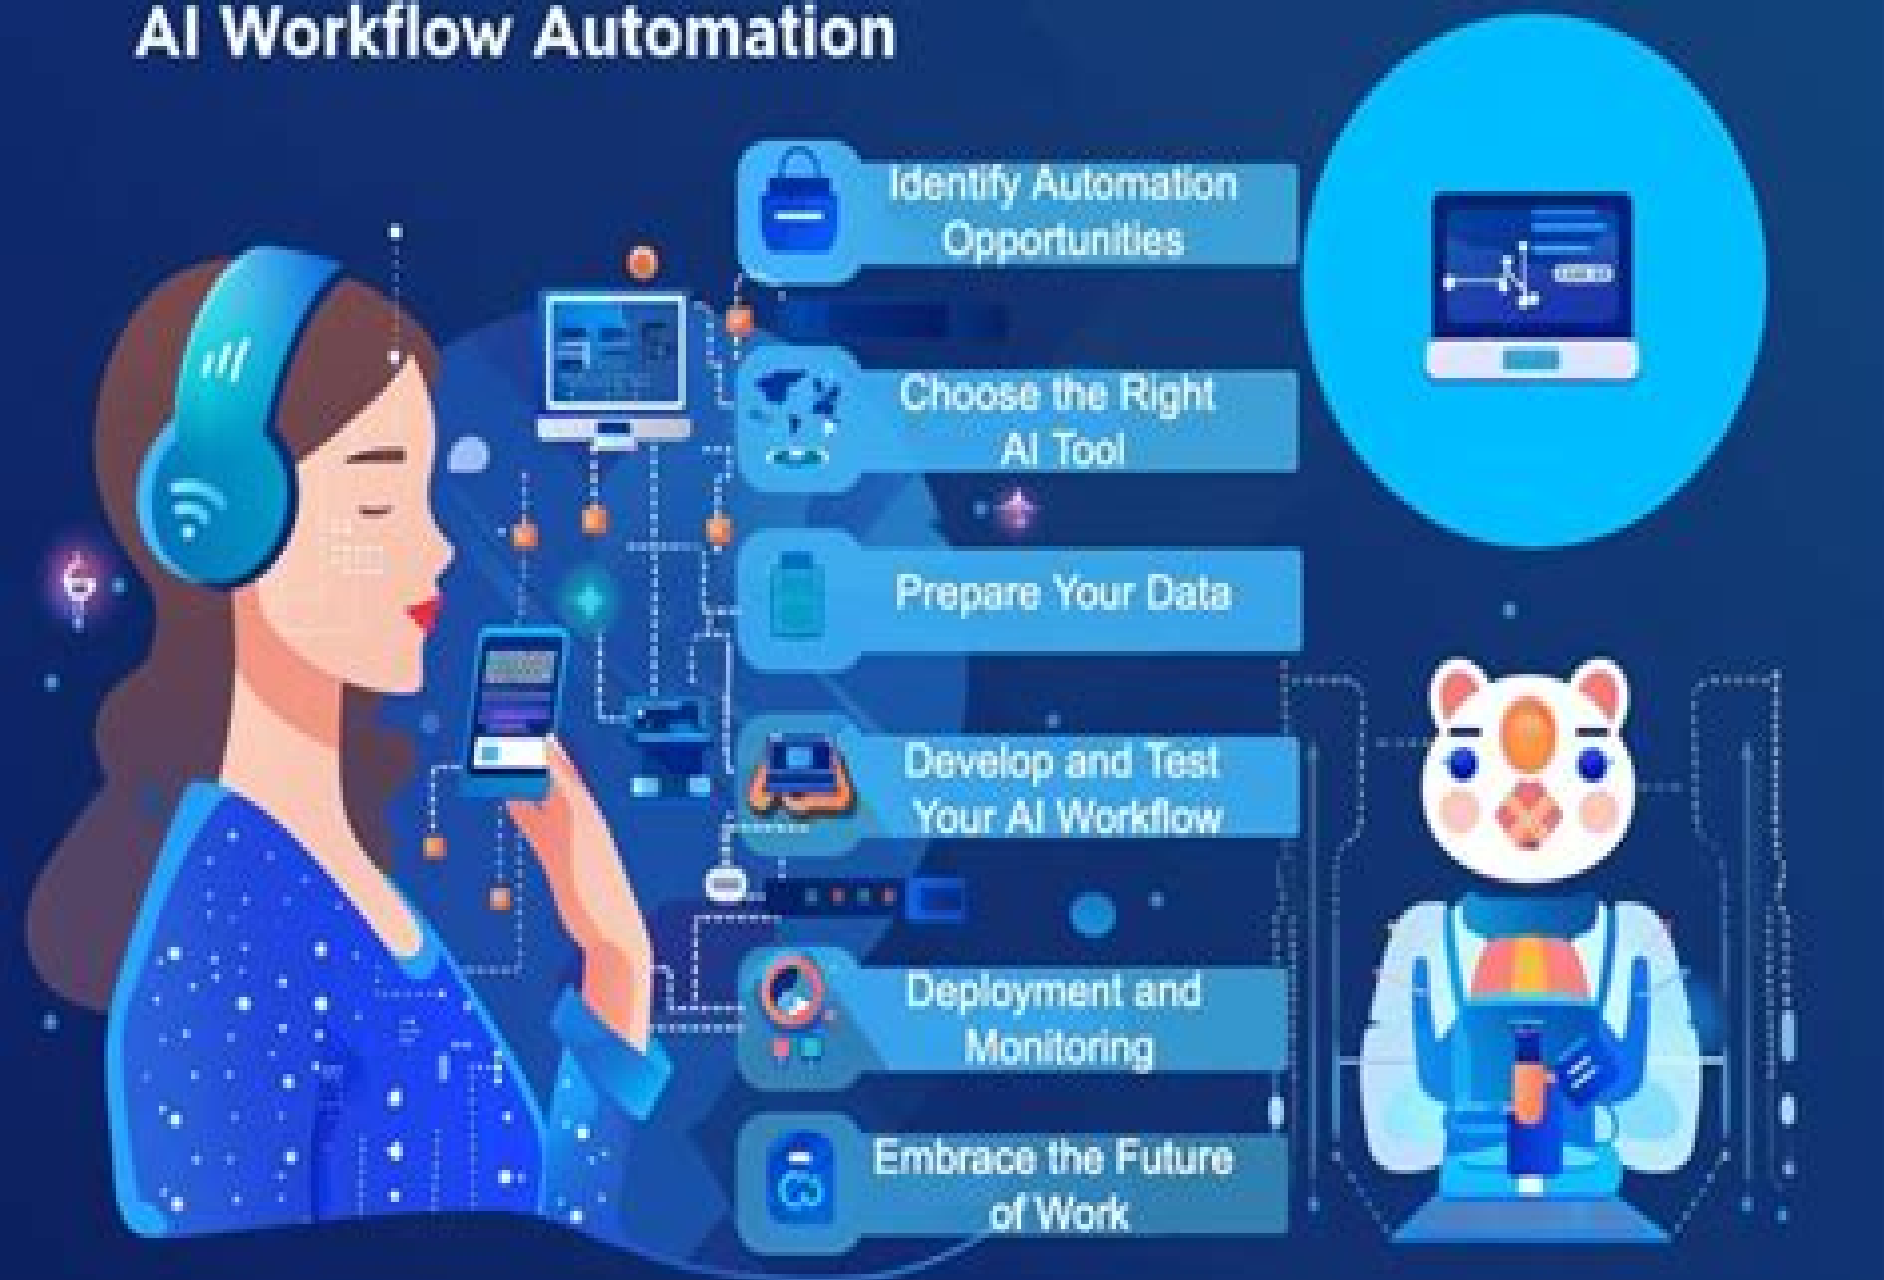 AI Workflow Automation
Identify Automation
Opportunities
Choose the Right
AI Tool
Prepare Your Data
Develop and Test
Your AI Workflow
Deployment and
Monitoring
Embrace the Future
of Work